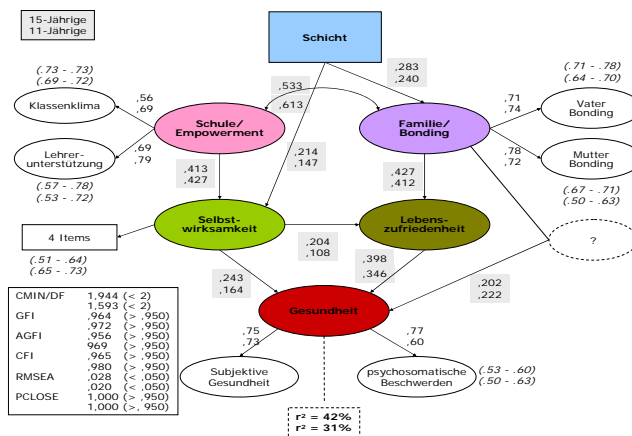 15-Jährige
11-Jährige
Schicht
,283
,240
,533
,613
(.73 - .73)
(.69 - .72)
Klassenklima
,56
,69
Schule/
Empowerment
Familie/
Bonding
,71
,74
(.71 - .78)
(.64 - .70)
Vater
Bonding
Lehrer-
unterstützung
,69
,79
(.57 - .78)
(.53 - .72)
,214
,147
,78
,72
Mutter
Bonding
(.67 - .71)
(.50 - .63)
,413
,427
,427
,412
4 Items
(.51 - .64)
(.65 - .73)
Selbst-
wirksamkeit
,204
,108
Lebens-
zufriedenheit
?
,243
,164
,398
,346
,202
,222
Gesundheit
CMIN/DF 1,944 (< 2)
1,593 (< 2)
GFI ,964 (> ,950)
,972 (> ,950)
AGFI ,956 (> ,950)
969 (> ,950)
CFI ,965 (> ,950)
,980 (> ,950)
RMSEA ,028 (< ,050)
,020 (< ,050)
PCLOSE 1,000 (> ,950)
1,000 (>, 950)
,75
,73
,77
,60
Subjektive
Gesundheit
psychosomatische
Beschwerden
(.53 - .60)
(.50 - .63)
r² = 42%
r² = 31%